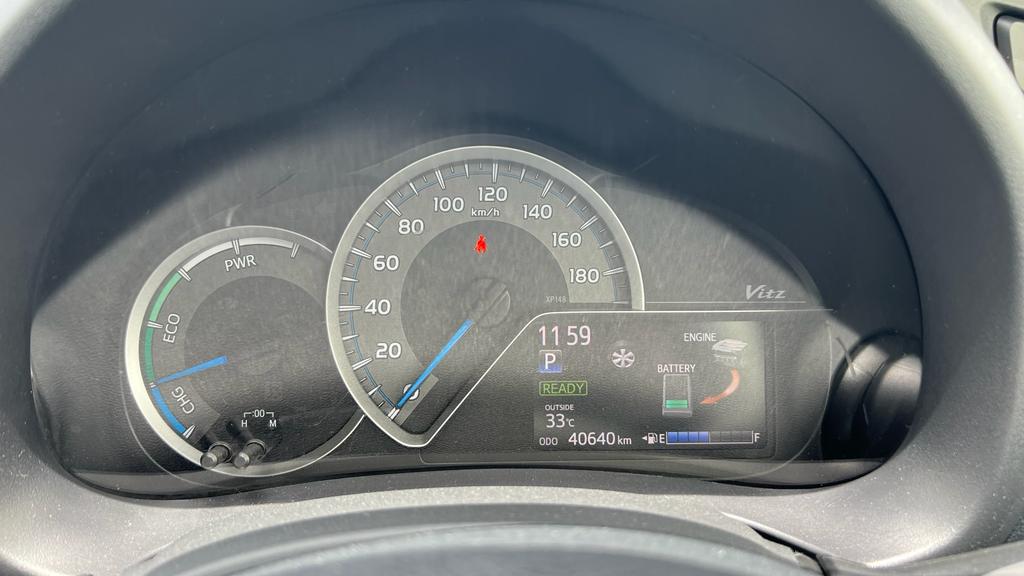 PWR
ECO
CHG
:00
H M
0
20
40
60
80
100
120
140
160
180
km/h
XP148
Vitz
11 59
P
READY
OUTSIDE
33°C
ODO 40640 km
ENGINE
BATTERY
E F